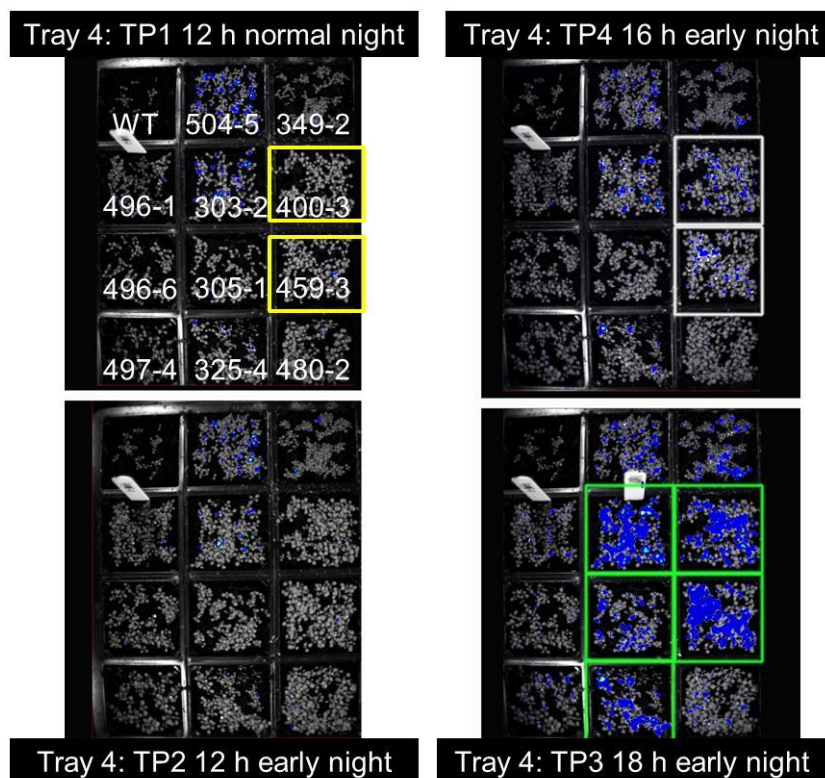 Tray 4: TP1 12 h normal night
Tray 4: TP4 16 h early night
WT 504-5 349-2
496-1 303-2 400-3
496-6 305-1 459-3
497-4 325-4 480-2
Tray 4: TP2 12 h early night
Tray 4: TP3 18 h early night